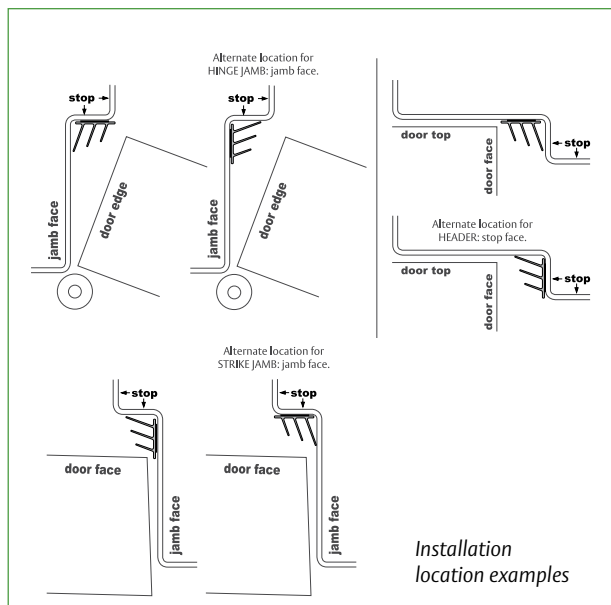 Alternate location for
HINGE JAMB: jamb face.
stop
jamb face
door edge
stop
jamb face
door edge
door top
door face
stop
Alternate location for
HEADER: stop face.
door top
door face
stop
Alternate location for
STRIKE JAMB: jamb face.
stop
door face
jamb face
stop
door face
jamb face
Installation
location examples